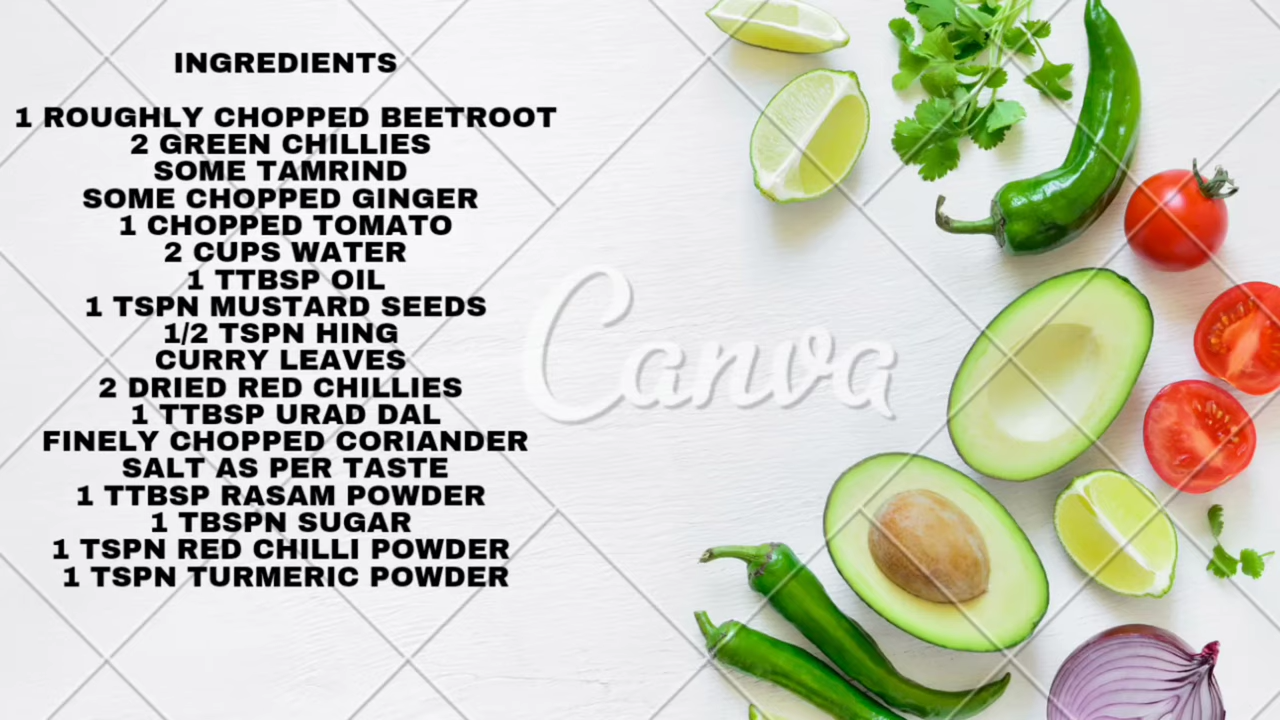 INGREDIENTS
1 ROUGHLY CHOPPED BEETROOT
2 GREEN CHILLIES
SOME TAMRIND
SOME CHOPPED GINGER
1 CHOPPED TOMATO
2 CUPS WATER
1 TTBSP OIL
1 TSPN MUSTARD SEEDS
1/2 TSPN HING
CURRY LEAVES
2 DRIED RED CHILLIES
1 TTBSP URAD DAL
FINELY CHOPPED CORIANDER
SALT AS PER TASTE
1 TTBSP RASAM POWDER
1 TBSPN SUGAR
1 TSPN RED CHILLI POWDER
1 TSPN TURMERIC POWDER
Canva